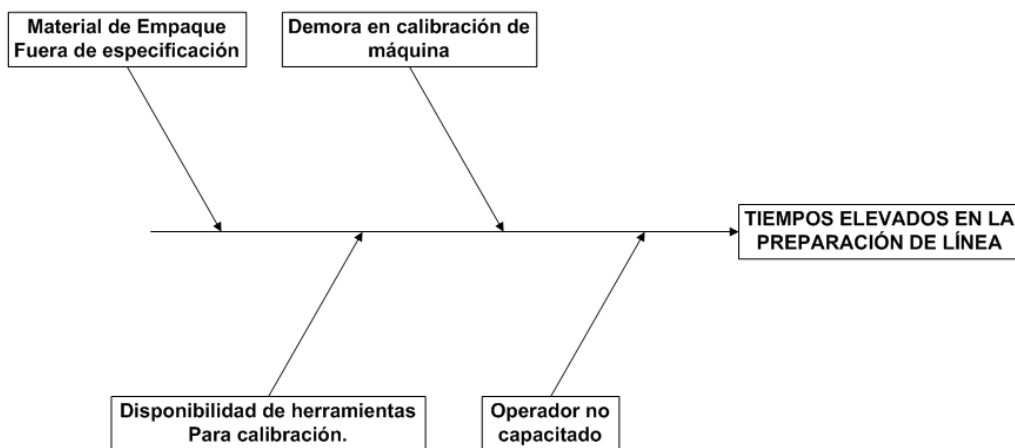 Material de Empaque
Fuera de especificación
Demora en calibración de
máquina
TIEMPOS ELEVADOS EN LA
PREPARACIÓN DE LÍNEA
Disponibilidad de herramientas
Para calibración.
Operador no
capacitado